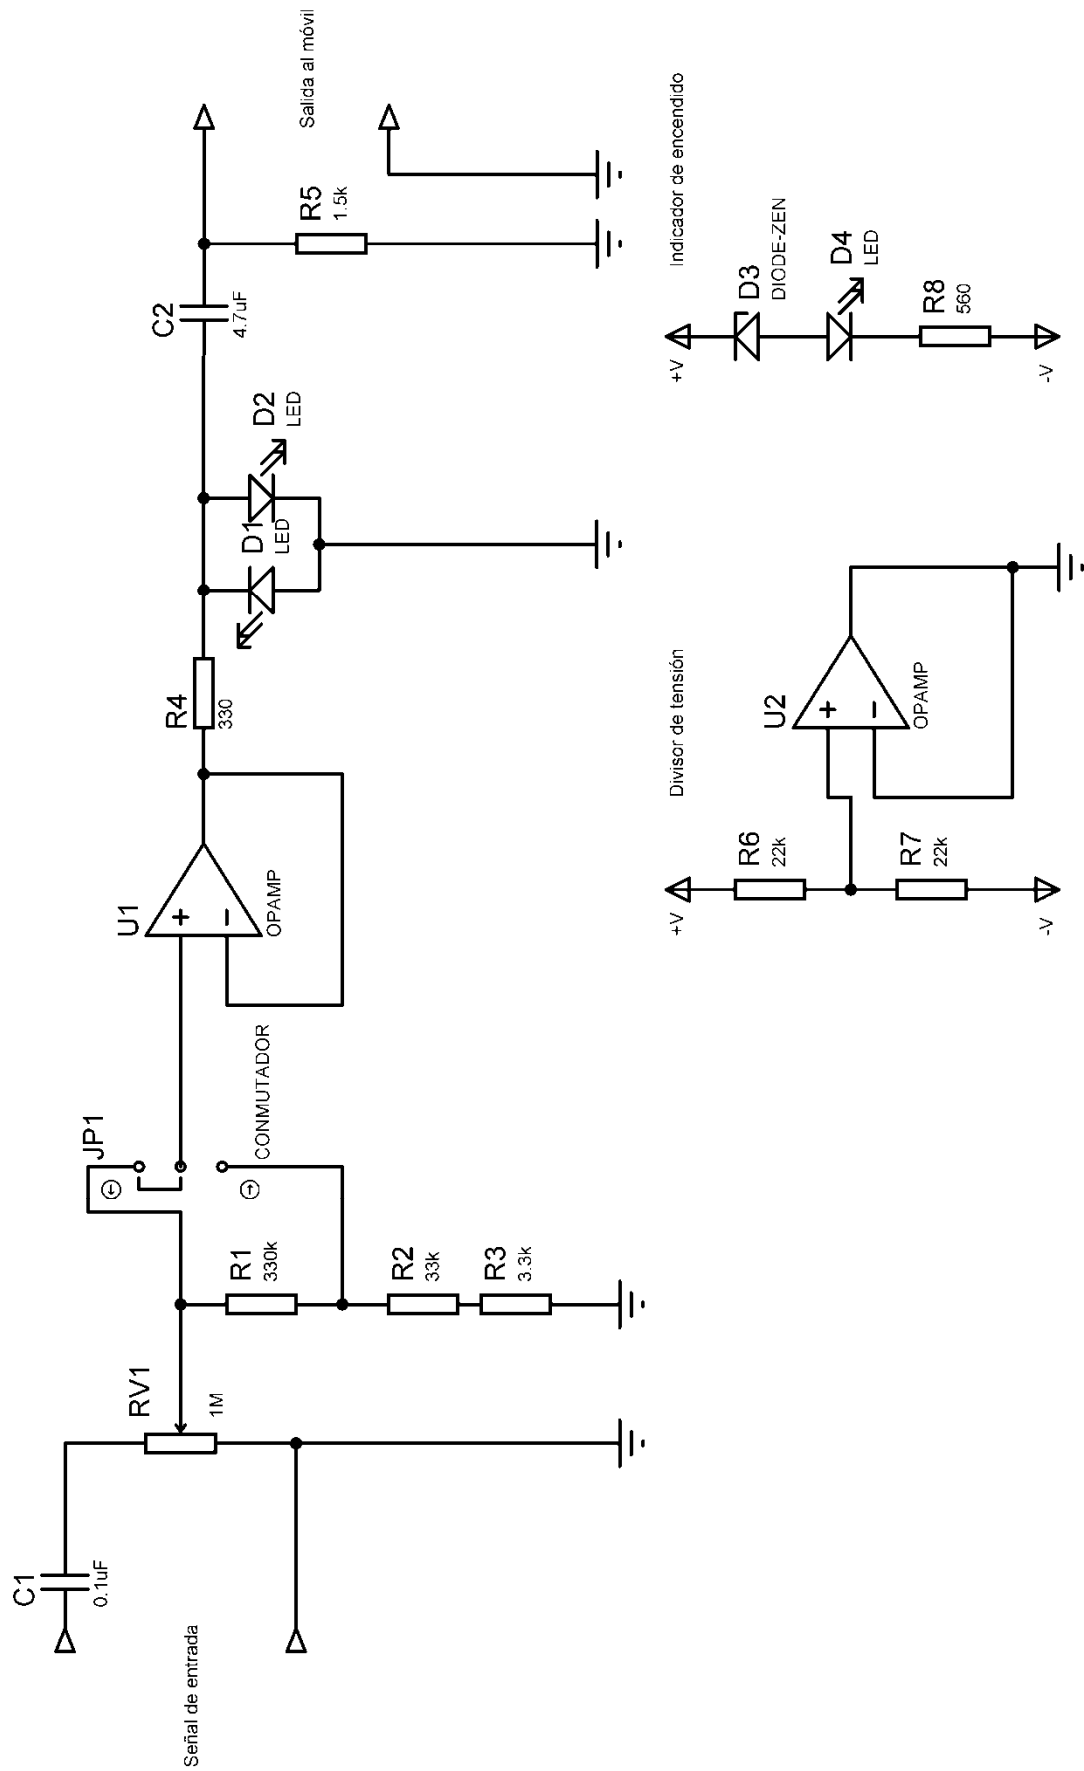 Señal de entrada
C1
0.1uF
RV1
1M
R1
330k
R2
33k
R3
3.3k
JP1
CONMUTADOR
U1
+
−
OPAMP
R4
330
D1
LED
D2
LED
C2
4.7uF
R5
1.5k
Salida al móvil
Divisor de tensión
+V
-V
R6
22k
R7
22k
U2
+
−
OPAMP
Indicador de encendido
+V
-V
D3
DIODE-ZEN
D4
LED
R8
560